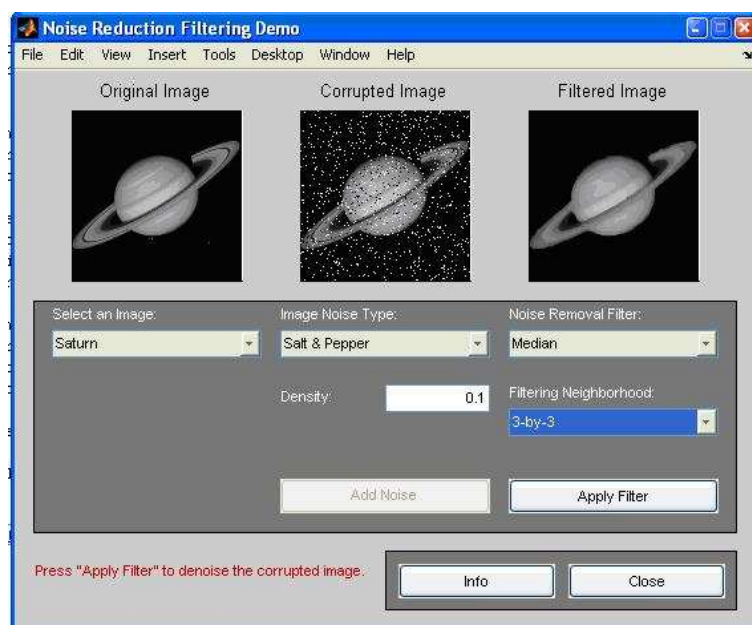 Noise Reduction Filtering Demo
File Edit View Insert Tools Desktop Window Help
Original Image Corrupted Image Filtered Image
Select an Image: Image Noise Type: Noise Removal Filter:
Saturn Salt & Pepper Median
Density: 0.1 Filtering Neighborhood:
3-by-3
Add Noise Apply Filter
Press "Apply Filter" to denoise the corrupted image. Info Close